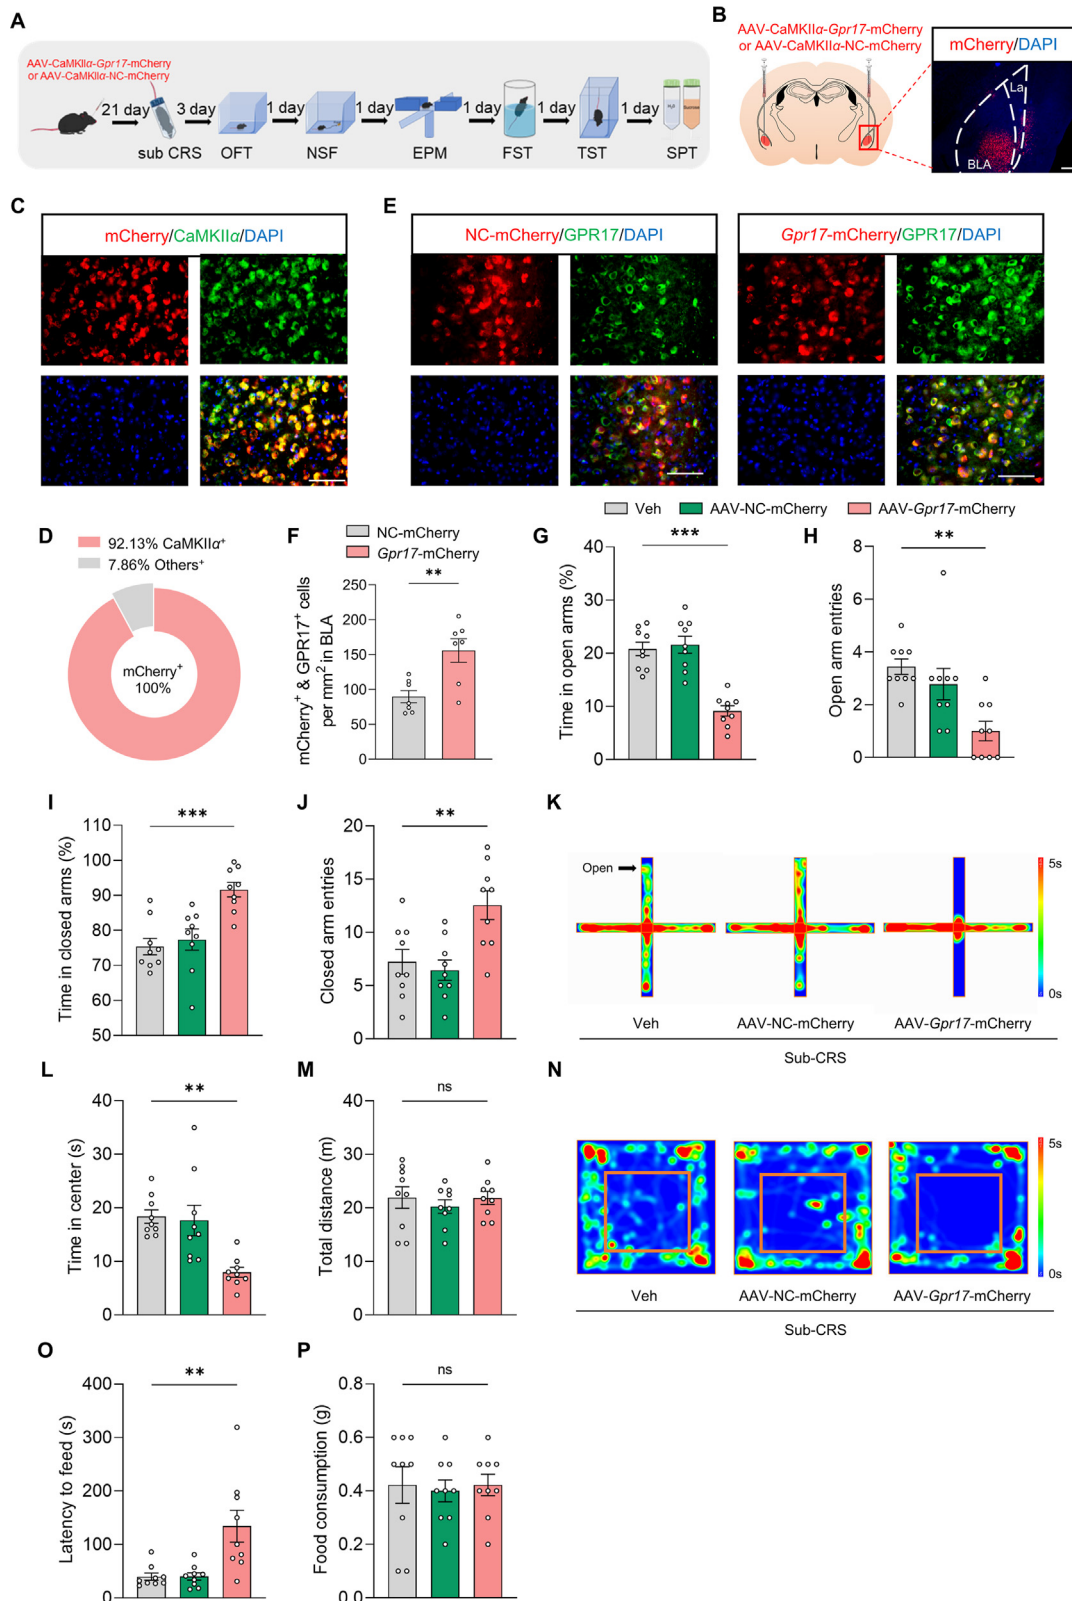 A
AAV-CaMKIIα-Gpr17-mCherry
or AAV-CaMKIIα-NC-mCherry
21 day
3 day
1 day
1 day
1 day
1 day
1 day
H₂O
Sucrose
sub CRS
OFT
NSF
EPM
FST
TST
SPT
B
AAV-CaMKIIα-Gpr17-mCherry
or AAV-CaMKIIα-NC-mCherry
mCherry/DAPI
La
BLA
C
mCherry/CaMKIIα/DAPI
E
NC-mCherry/GPR17/DAPI
Gpr17-mCherry/GPR17/DAPI
D
92.13% CaMKIIα⁺
7.86% Others⁺
mCherry⁺
100%
F
NC-mCherry
Gpr17-mCherry
**
mCherry⁺ & GPR17⁺ cells
per mm² in BLA
250
200
150
100
50
0
Veh
AAV-NC-mCherry
AAV-Gpr17-mCherry
G
***
Time in open arms (%)
40
30
20
10
0
H
**
Open arm entries
8
6
4
2
0
I
***
Time in closed arms (%)
110
100
90
80
70
60
50
J
**
Closed arm entries
20
15
10
5
0
K
Open
5s
0s
Veh
AAV-NC-mCherry
AAV-Gpr17-mCherry
Sub-CRS
L
**
Time in center (s)
40
30
20
10
0
M
ns
Total distance (m)
40
30
20
10
0
N
5s
0s
Veh
AAV-NC-mCherry
AAV-Gpr17-mCherry
Sub-CRS
O
**
Latency to feed (s)
400
300
200
100
0
P
ns
Food consumption (g)
0.8
0.6
0.4
0.2
0.0